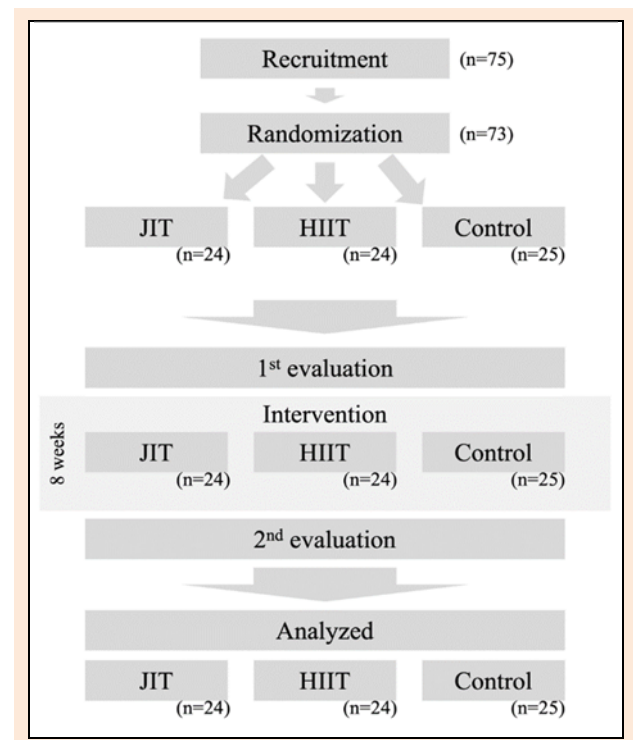 Recruitment (n=75)
Randomization (n=73)
JIT HIIT Control
(n=24) (n=24) (n=25)
1st evaluation
Intervention
8 weeks
JIT HIIT Control
(n=24) (n=24) (n=25)
2nd evaluation
Analyzed
JIT HIIT Control
(n=24) (n=24) (n=25)